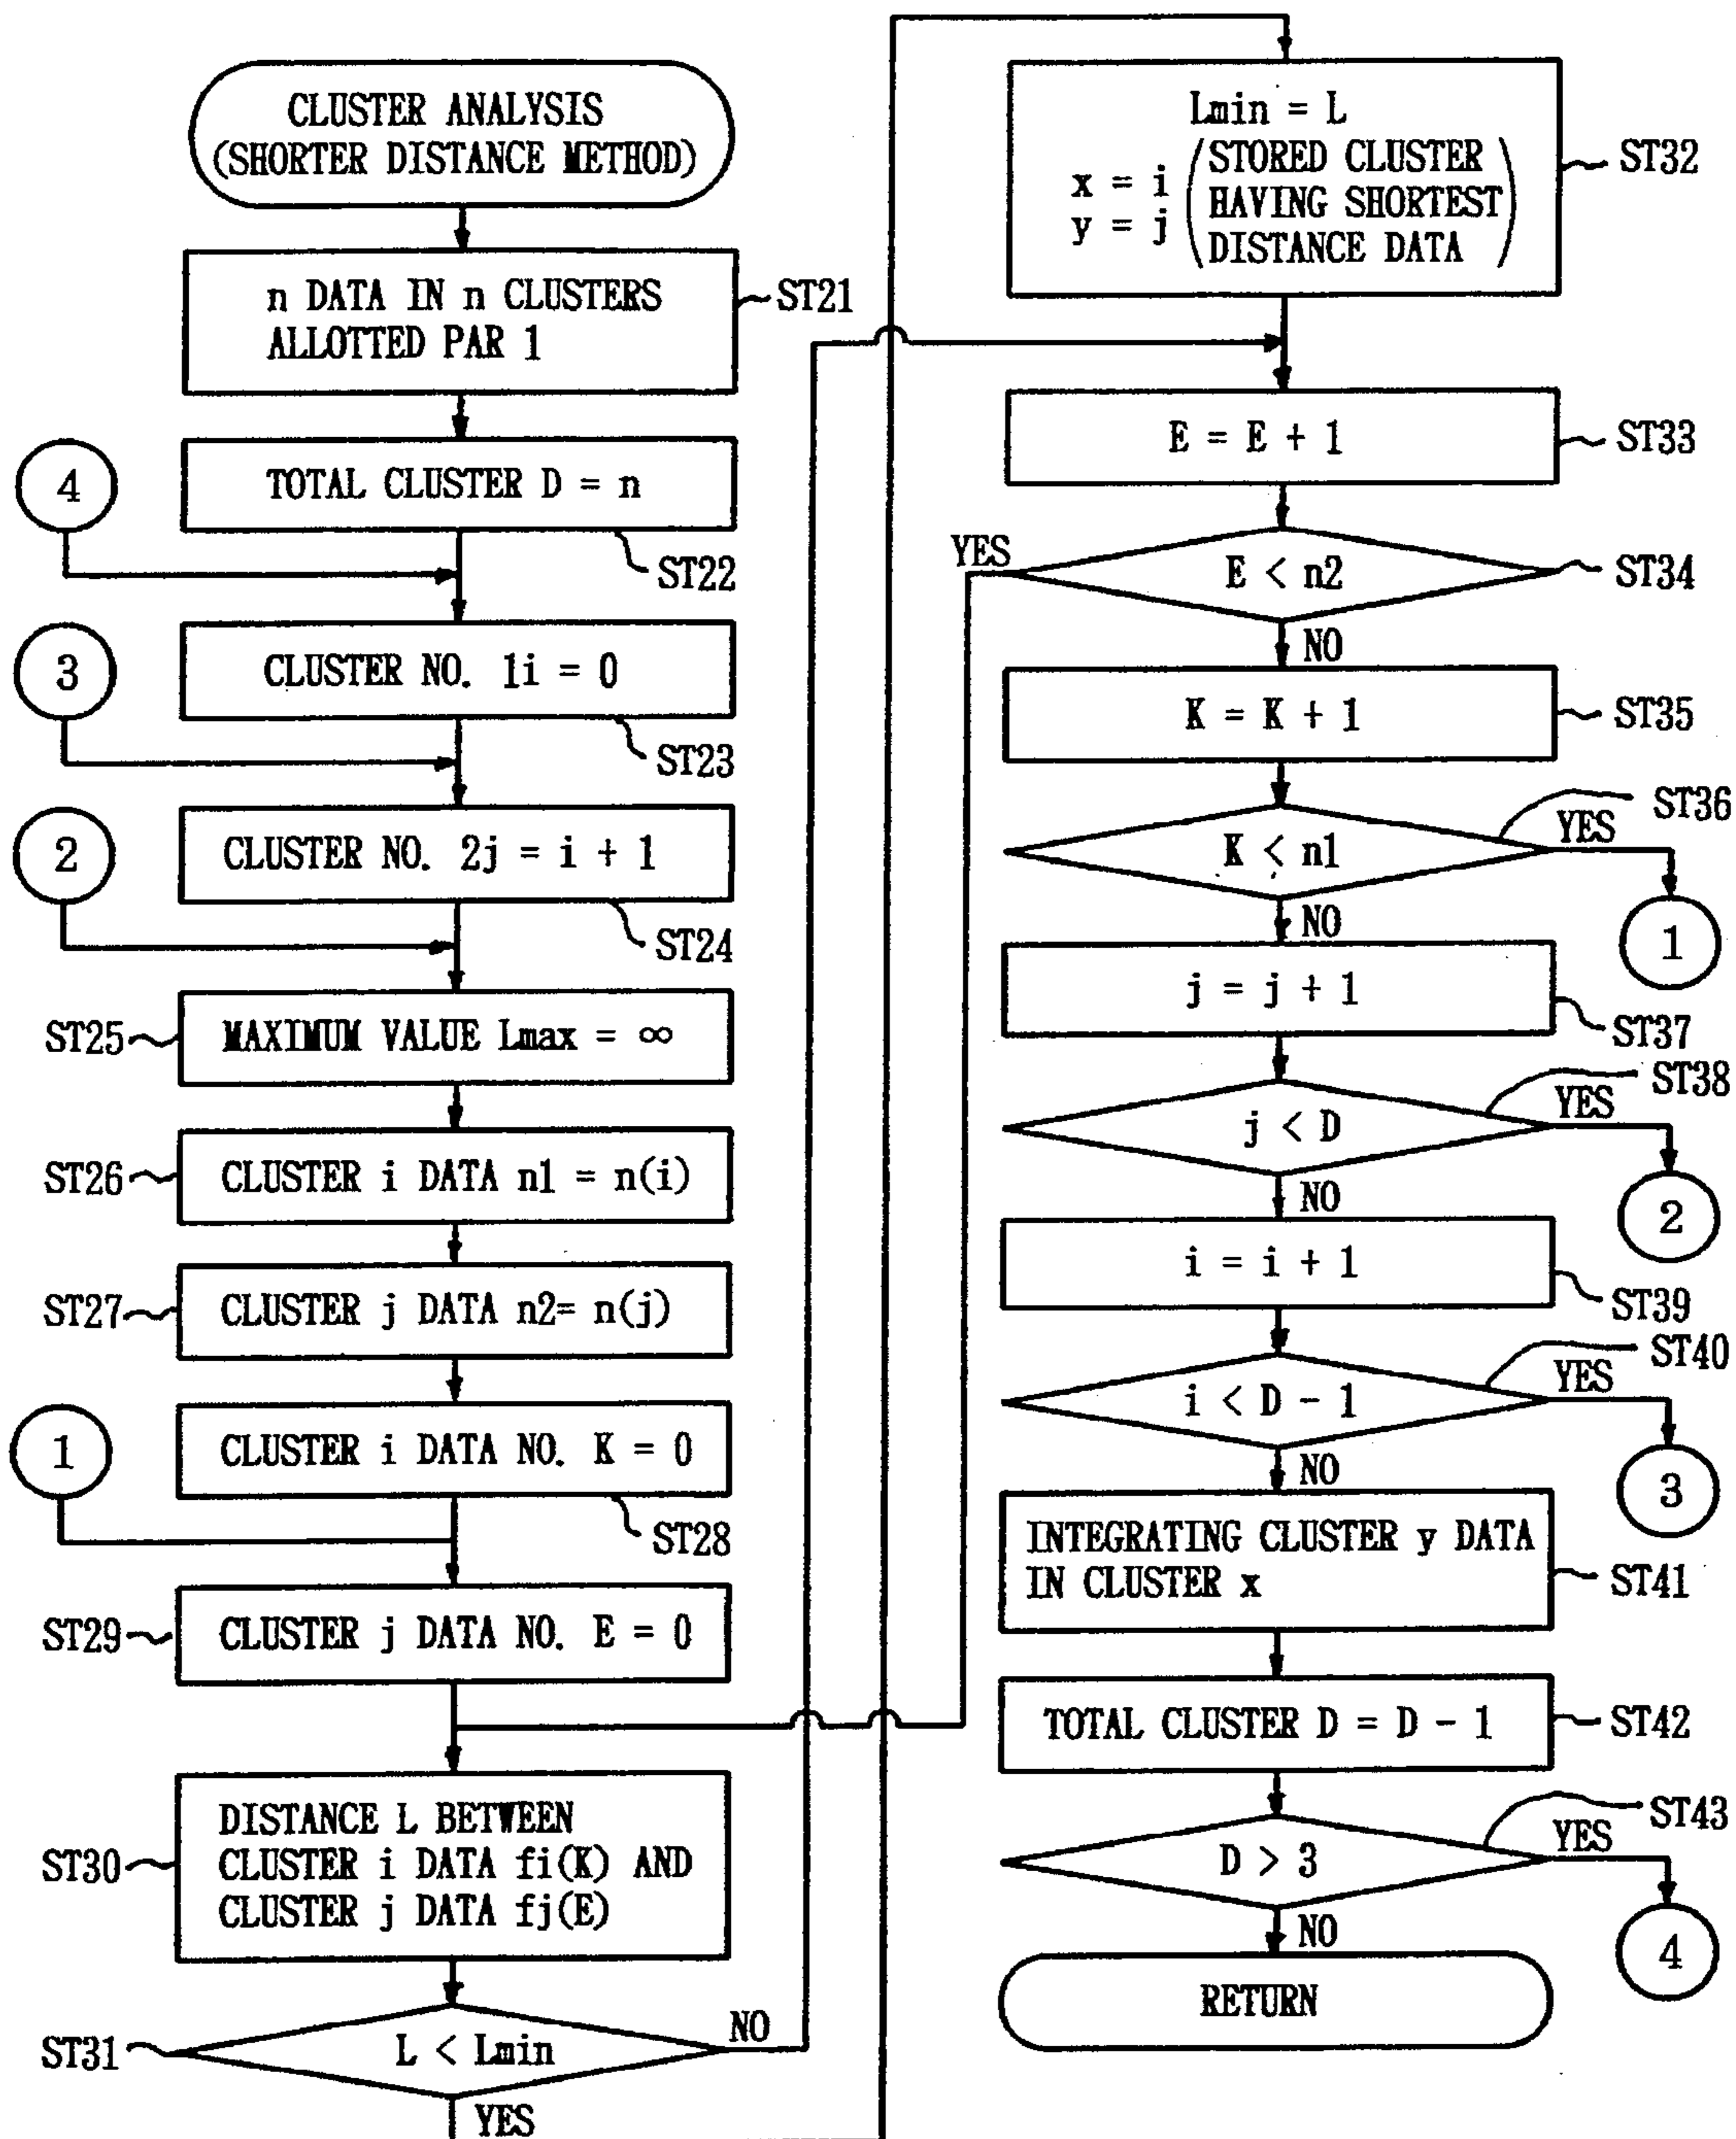 CLUSTER ANALYSIS
(SHORTER DISTANCE METHOD)
n DATA IN n CLUSTERS
ALLOTTED PAR 1
ST21
4
TOTAL CLUSTER D = n
ST22
3
CLUSTER NO. 1i = 0
ST23
2
CLUSTER NO. 2j = i + 1
ST24
ST25
MAXIMUM VALUE Lmax = ∞
ST26
CLUSTER i DATA n1 = n(i)
ST27
CLUSTER j DATA n2= n(j)
1
CLUSTER i DATA NO. K = 0
ST28
ST29
CLUSTER j DATA NO. E = 0
ST30
DISTANCE L BETWEEN
CLUSTER i DATA fi(K) AND
CLUSTER j DATA fj(E)
ST31
L < Lmin
NO
YES
Lmin = L
x = i
y = j
(STORED CLUSTER
HAVING SHORTEST
DISTANCE DATA)
ST32
E = E + 1
ST33
YES
E < n2
ST34
NO
K = K + 1
ST35
K < n1
ST36
YES
1
NO
j = j + 1
ST37
j < D
ST38
YES
2
NO
i = i + 1
ST39
i < D - 1
ST40
YES
3
NO
INTEGRATING CLUSTER y DATA
IN CLUSTER x
ST41
TOTAL CLUSTER D = D - 1
ST42
D > 3
ST43
YES
4
NO
RETURN